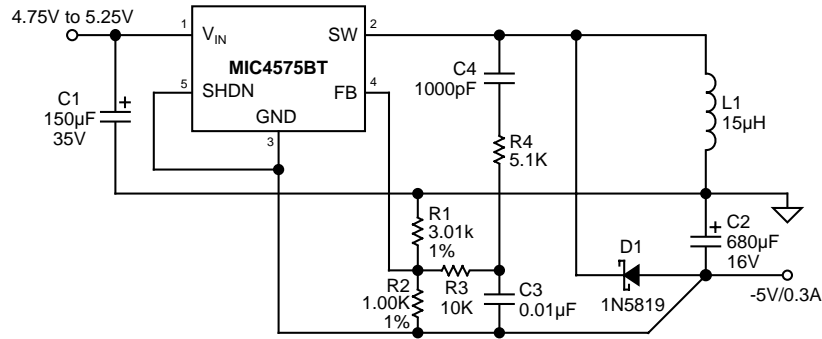 4.75V to 5.25V
1
VIN
SW
2
MIC4575BT
5
SHDN
FB
4
GND
3
C1
150µF
35V
C4
1000pF
R4
5.1K
L1
15µH
R1
3.01k
1%
R2
1.00K
1%
R3
10K
C3
0.01µF
D1
1N5819
C2
680µF
16V
-5V/0.3A
+
+